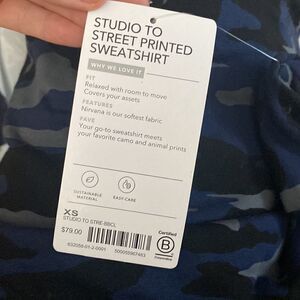 STUDIO TO
STREET PRINTED
SWEATSHIRT
WHY WE LOVE IT
FIT
Relaxed with room to move
Covers your assets
FEATURES
Nirvana is our softest fabric
PAVE
Your go-to sweatshirt meets
your favorite camo and animal prints
SUSTAINABLE
MATERIAL
EASY-CARE
XS
STUDIO TO STRE-BBCL
$79.00
Certified
B
Corporation